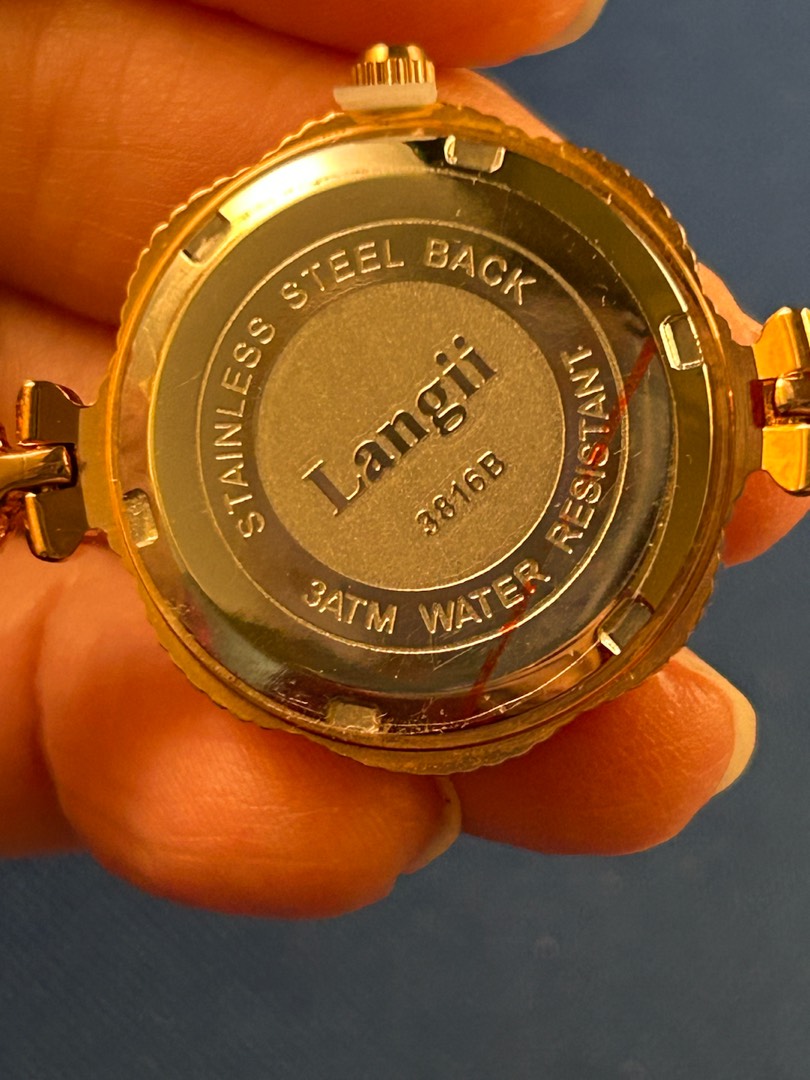 STAINLESS STEEL BACK
Langii
3816B
3ATM WATER RESISTANT